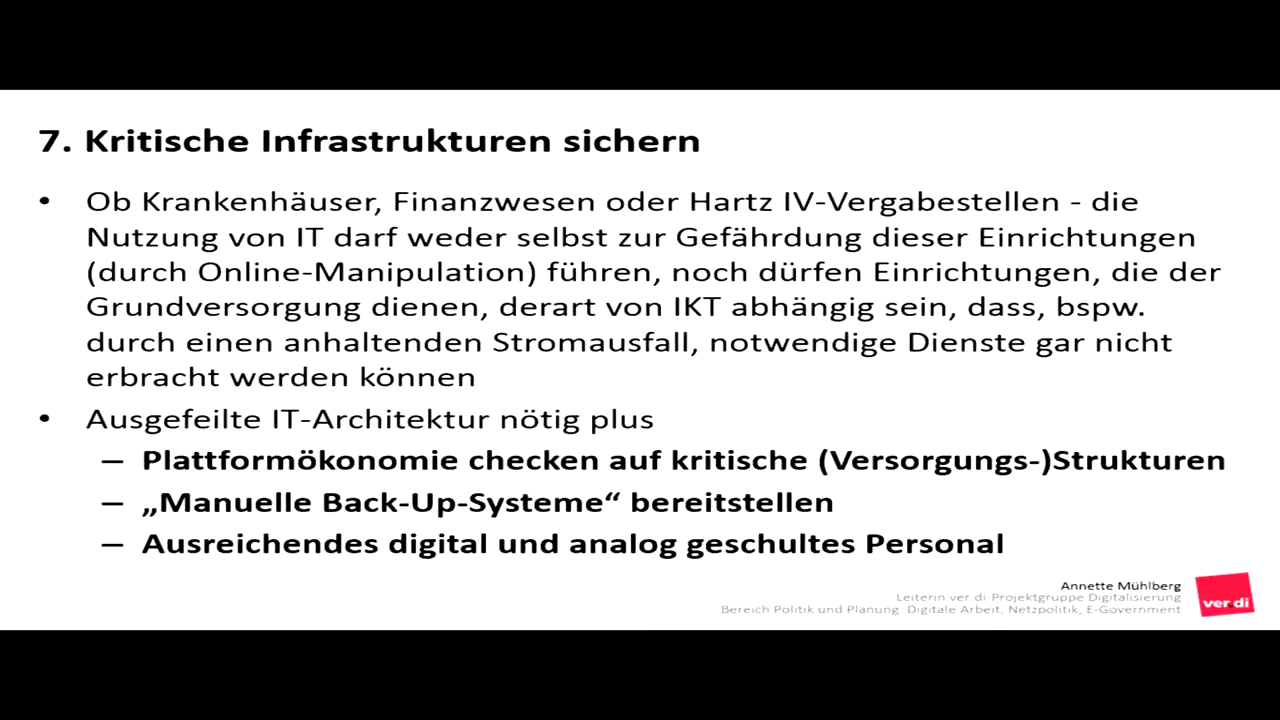 7. Kritische Infrastrukturen sichern
• Ob Krankenhäuser, Finanzwesen oder Hartz IV-Vergabestellen - die
Nutzung von IT darf weder selbst zur Gefährdung dieser Einrichtungen
(durch Online-Manipulation) führen, noch dürfen Einrichtungen, die der
Grundversorgung dienen, derart von IKT abhängig sein, dass, bspw.
durch einen anhaltenden Stromausfall, notwendige Dienste gar nicht
erbracht werden können
• Ausgefeilte IT-Architektur nötig plus
– Plattformökonomie checken auf kritische (Versorgungs-)Strukturen
– „Manuelle Back-Up-Systeme“ bereitstellen
– Ausreichendes digital und analog geschultes Personal
Annette Mühlberg
Leiterin ver.di-Projektgruppe Digitalisierung
Bereich Politik und Planung Digitale Arbeit, Netzpolitik, E-Government
ver.di